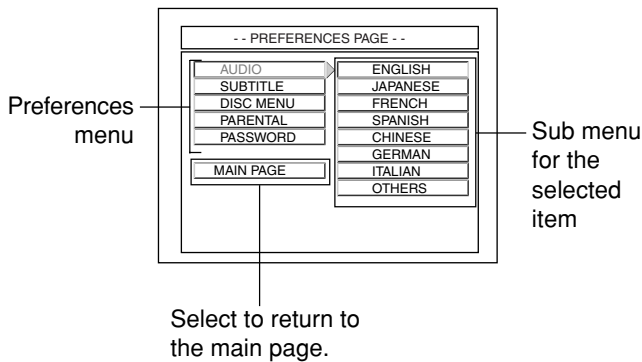 - - PREFERENCES PAGE - -
AUDIO
SUBTITLE
DISC MENU
PARENTAL
PASSWORD
MAIN PAGE
ENGLISH
JAPANESE
FRENCH
SPANISH
CHINESE
GERMAN
ITALIAN
OTHERS
Preferences
menu
Sub menu
for the
selected
item
Select to return to
the main page.